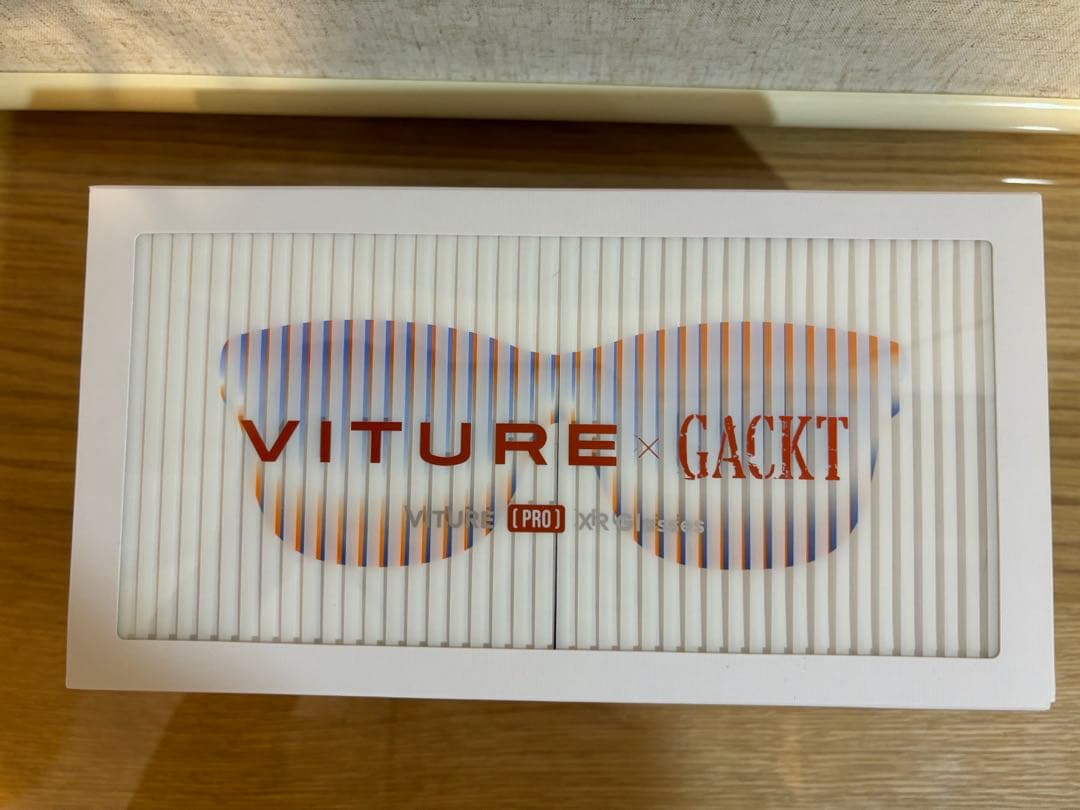 VITURE × GACKT
VITURE [PRO] XR Glasses